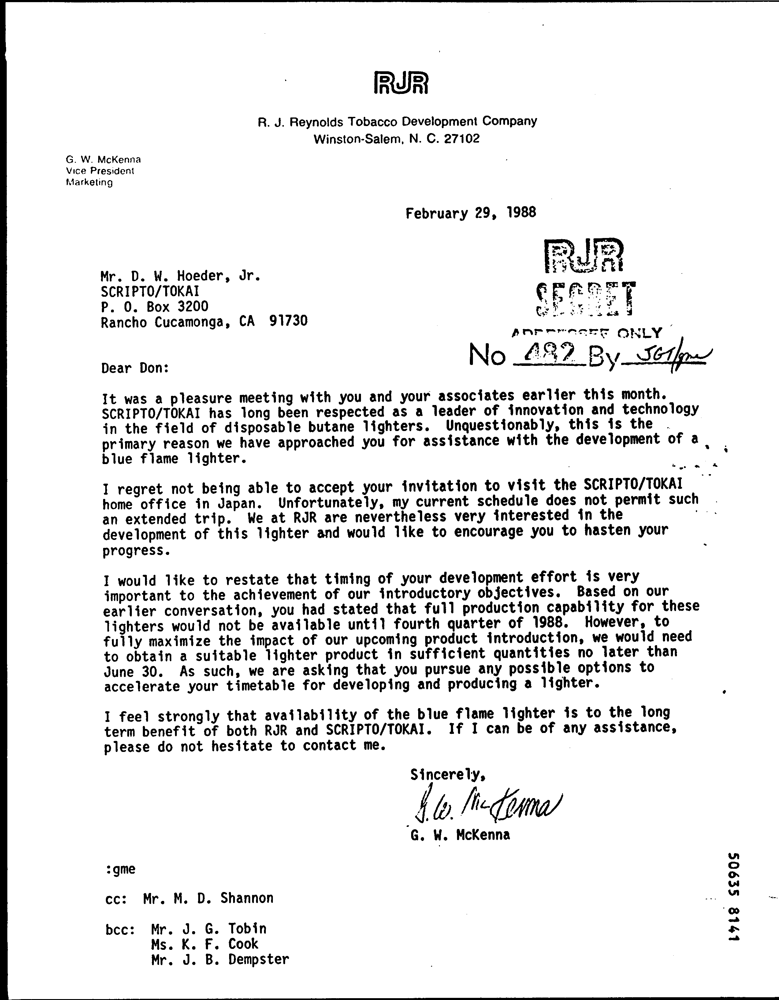 RJR
R. J. Reynolds Tobacco Development Company
Winston-Salem, N. C. 27102
G. W. McKenna
Vice President
Marketing
February 29, 1988
RJR
SECRET
ADDRESSEE ONLY
No 482 By JGT/gme
Mr. D. W. Hoeder, Jr.
SCRIPTO/TOKAI
P. O. Box 3200
Rancho Cucamonga, CA 91730
Dear Don:
It was a pleasure meeting with you and your associates earlier this month.
SCRIPTO/TOKAI has long been respected as a leader of innovation and technology
in the field of disposable butane lighters. Unquestionably, this is the
primary reason we have approached you for assistance with the development of a
blue flame lighter.
I regret not being able to accept your invitation to visit the SCRIPTO/TOKAI
home office in Japan. Unfortunately, my current schedule does not permit such
an extended trip. We at RJR are nevertheless very interested in the
development of this lighter and would like to encourage you to hasten your
progress.
I would like to restate that timing of your development effort is very
important to the achievement of our introductory objectives. Based on our
earlier conversation, you had stated that full production capability for these
lighters would not be available until fourth quarter of 1988. However, to
fully maximize the impact of our upcoming product introduction, we would need
to obtain a suitable lighter product in sufficient quantities no later than
June 30. As such, we are asking that you pursue any possible options to
accelerate your timetable for developing and producing a lighter.
I feel strongly that availability of the blue flame lighter is to the long
term benefit of both RJR and SCRIPTO/TOKAI. If I can be of any assistance,
please do not hesitate to contact me.
Sincerely,
G. W. McKenna
G. W. McKenna
:gme
cc: Mr. M. D. Shannon
bcc: Mr. J. G. Tobin
Ms. K. F. Cook
Mr. J. B. Dempster
50635 8141